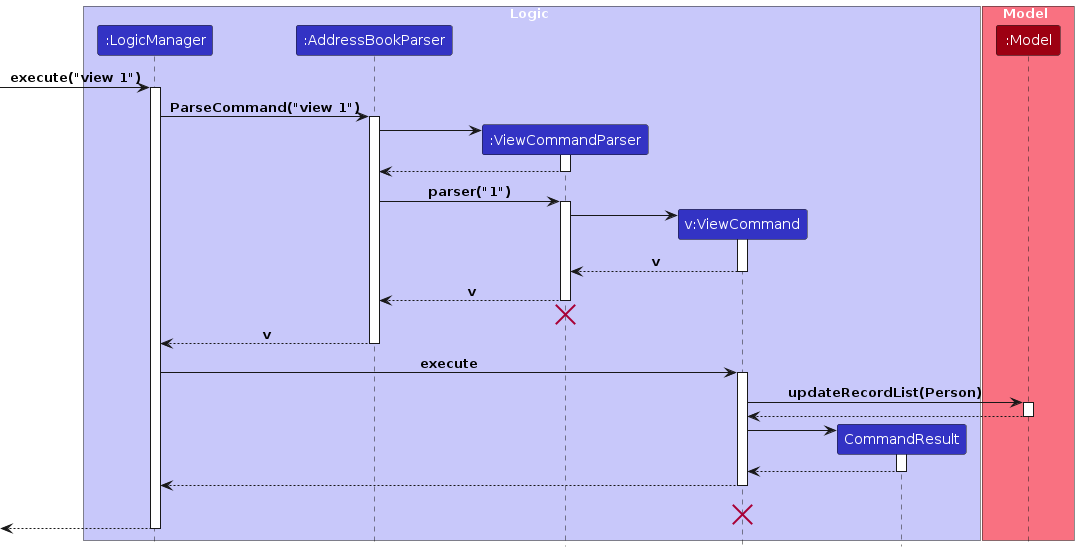 Logic
Model
:LogicManager
:AddressBookParser
:Model
execute("view 1")
ParseCommand("view 1")
:ViewCommandParser
parser("1")
v:ViewCommand
v
v
v
execute
updateRecordList(Person)
CommandResult